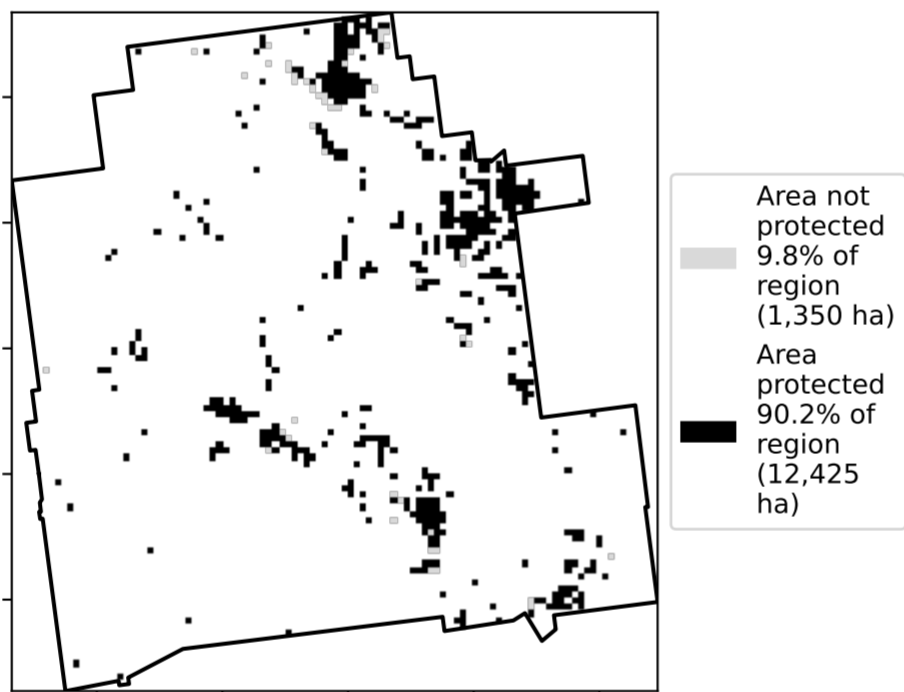 Area not
protected
9.8% of
region
(1,350 ha)
Area
protected
90.2% of
region
(12,425
ha)